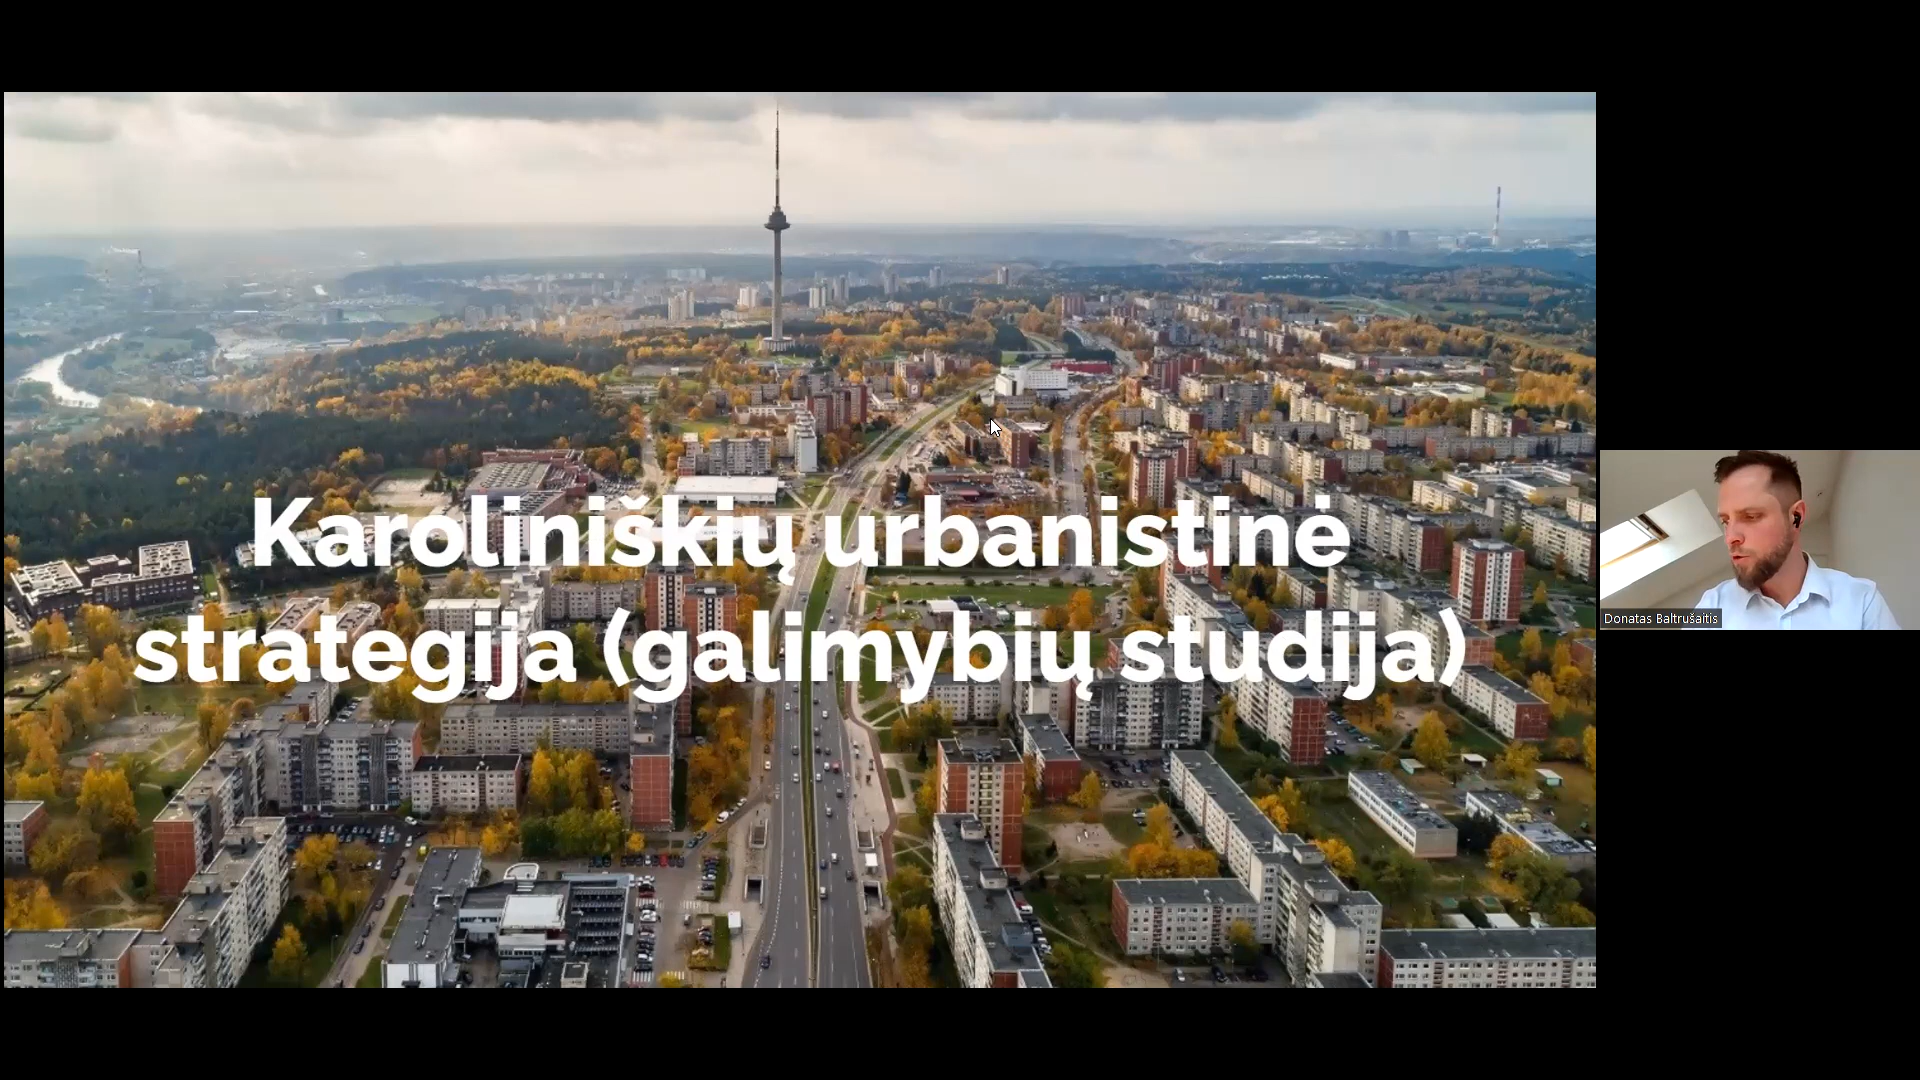 Karoliniškių urbanistinė
strategija (galimybių studija)
Donatas Baltrušaitis